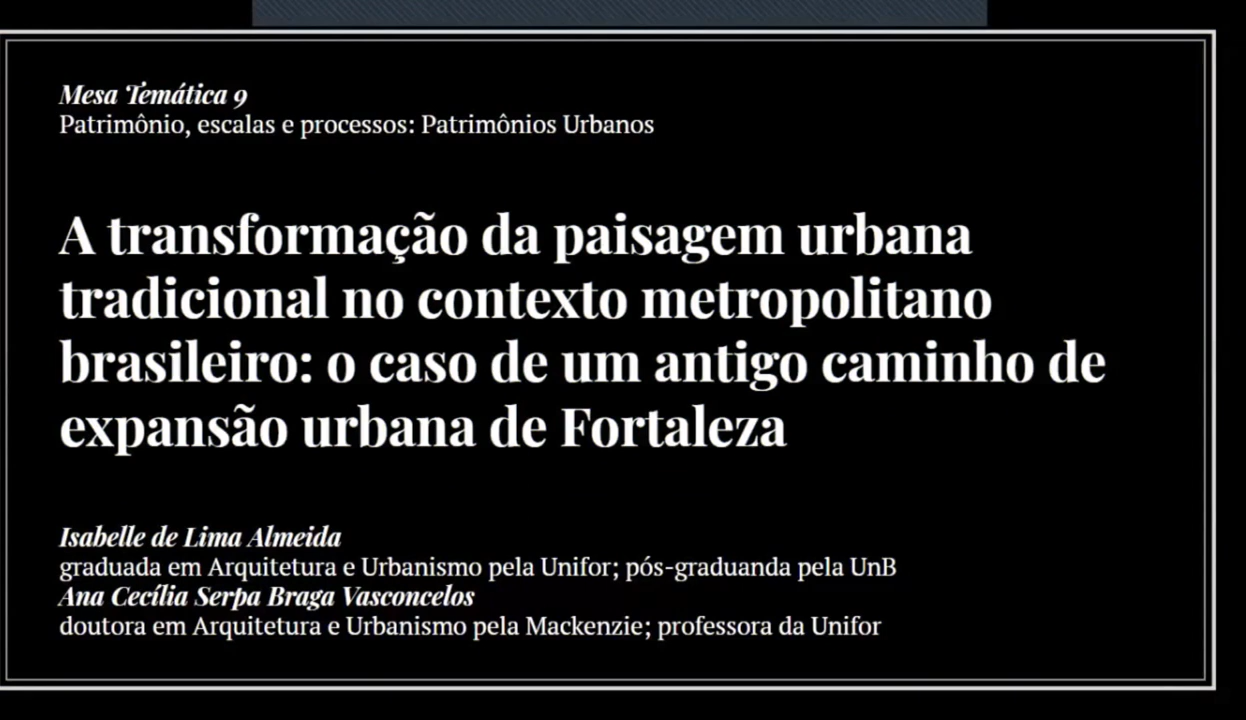 Mesa Temática 9
Patrimônio, escalas e processos: Patrimônios Urbanos
A transformação da paisagem urbana
tradicional no contexto metropolitano
brasileiro: o caso de um antigo caminho de
expansão urbana de Fortaleza
Isabelle de Lima Almeida
graduada em Arquitetura e Urbanismo pela Unifor; pós-graduanda pela UnB
Ana Cecília Serpa Braga Vasconcelos
doutora em Arquitetura e Urbanismo pela Mackenzie; professora da Unifor